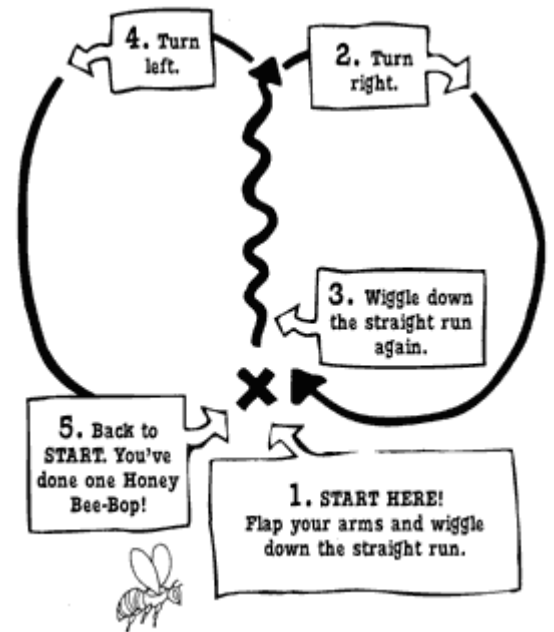 1. START HERE!
Flap your arms and wiggle
down the straight run.
2. Turn
right.
3. Wiggle down
the straight run
again.
4. Turn
left.
5. Back to
START. You've
done one Honey
Bee-Bop!